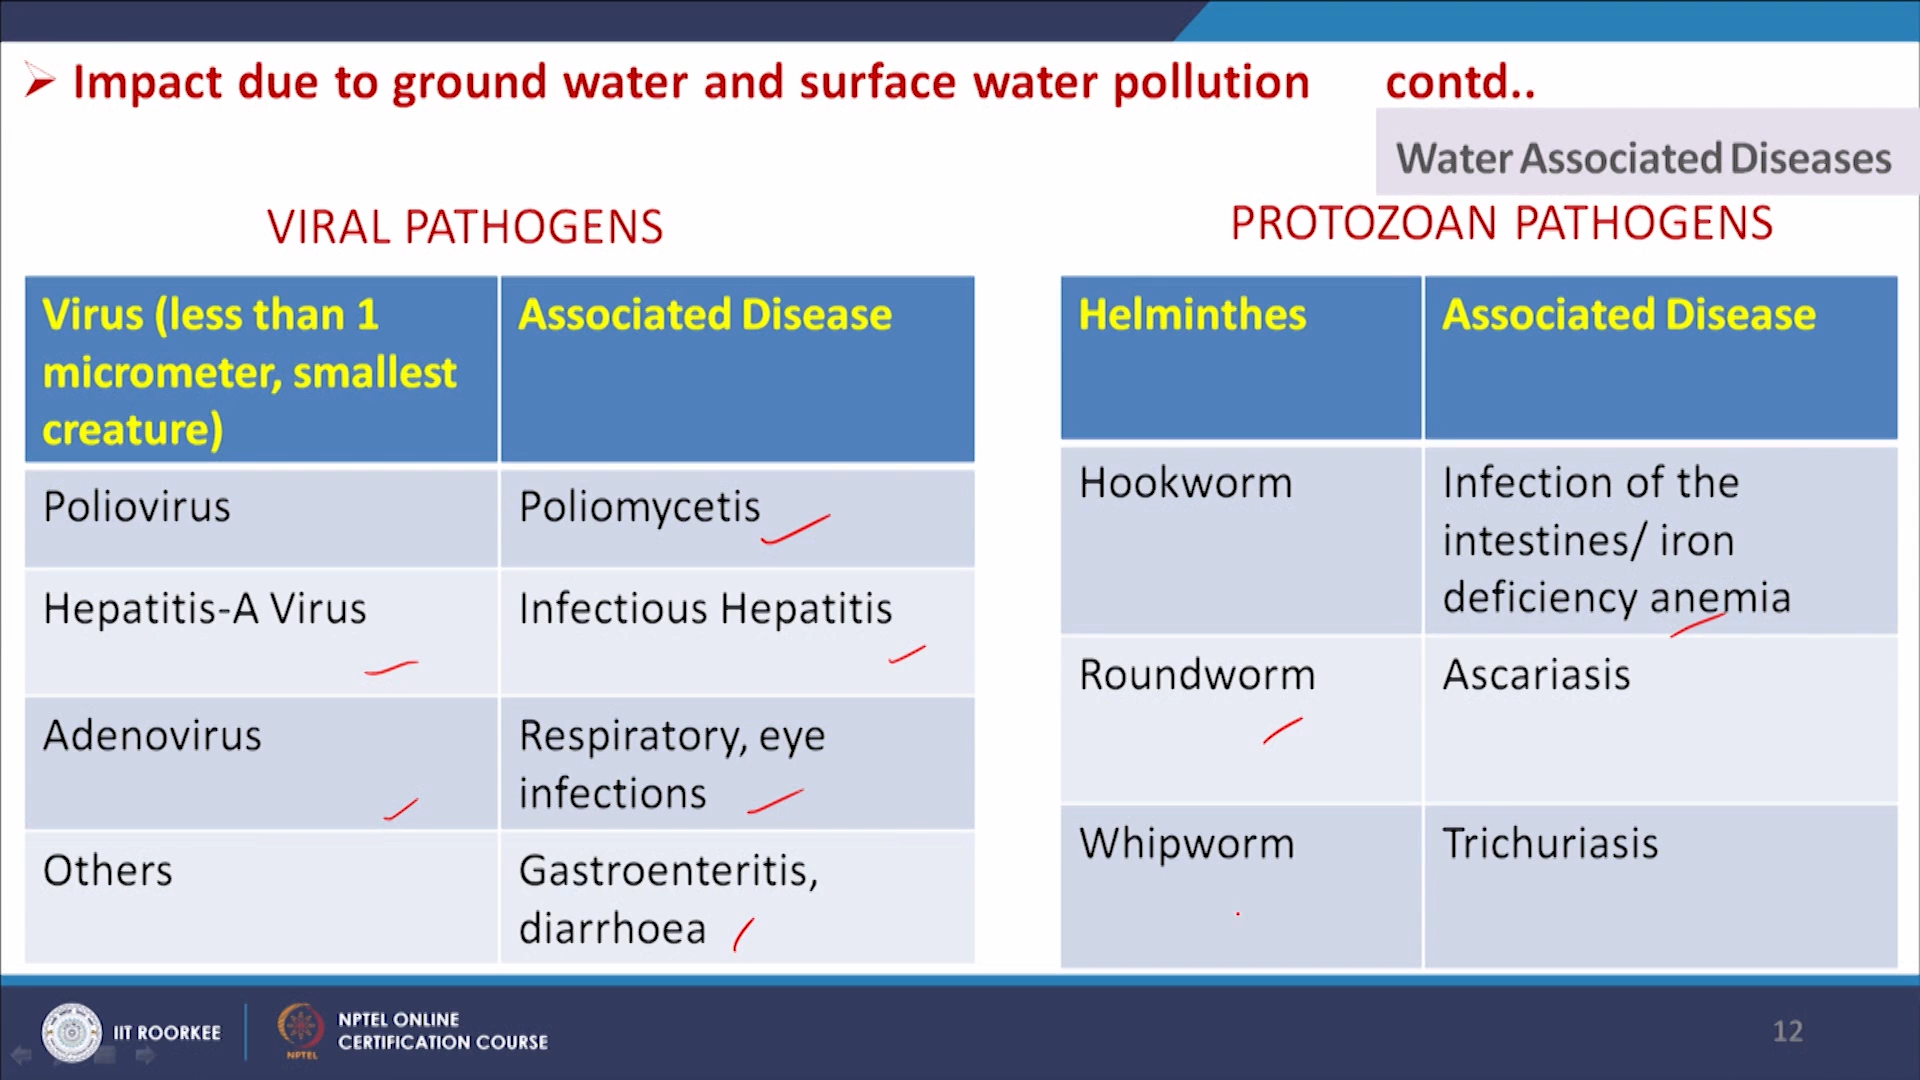 Impact due to ground water and surface water pollution contd..
Water Associated Diseases
VIRAL PATHOGENS
Virus (less than 1
micrometer, smallest
creature)
Associated Disease
Poliovirus
Poliomycetis
Hepatitis-A Virus
Infectious Hepatitis
Adenovirus
Respiratory, eye
infections
Others
Gastroenteritis,
diarrhoea
PROTOZOAN PATHOGENS
Helminthes
Associated Disease
Hookworm
Infection of the
intestines/ iron
deficiency anemia
Roundworm
Ascariasis
Whipworm
Trichuriasis
IIT ROORKEE
NPTEL
NPTEL ONLINE
CERTIFICATION COURSE
12